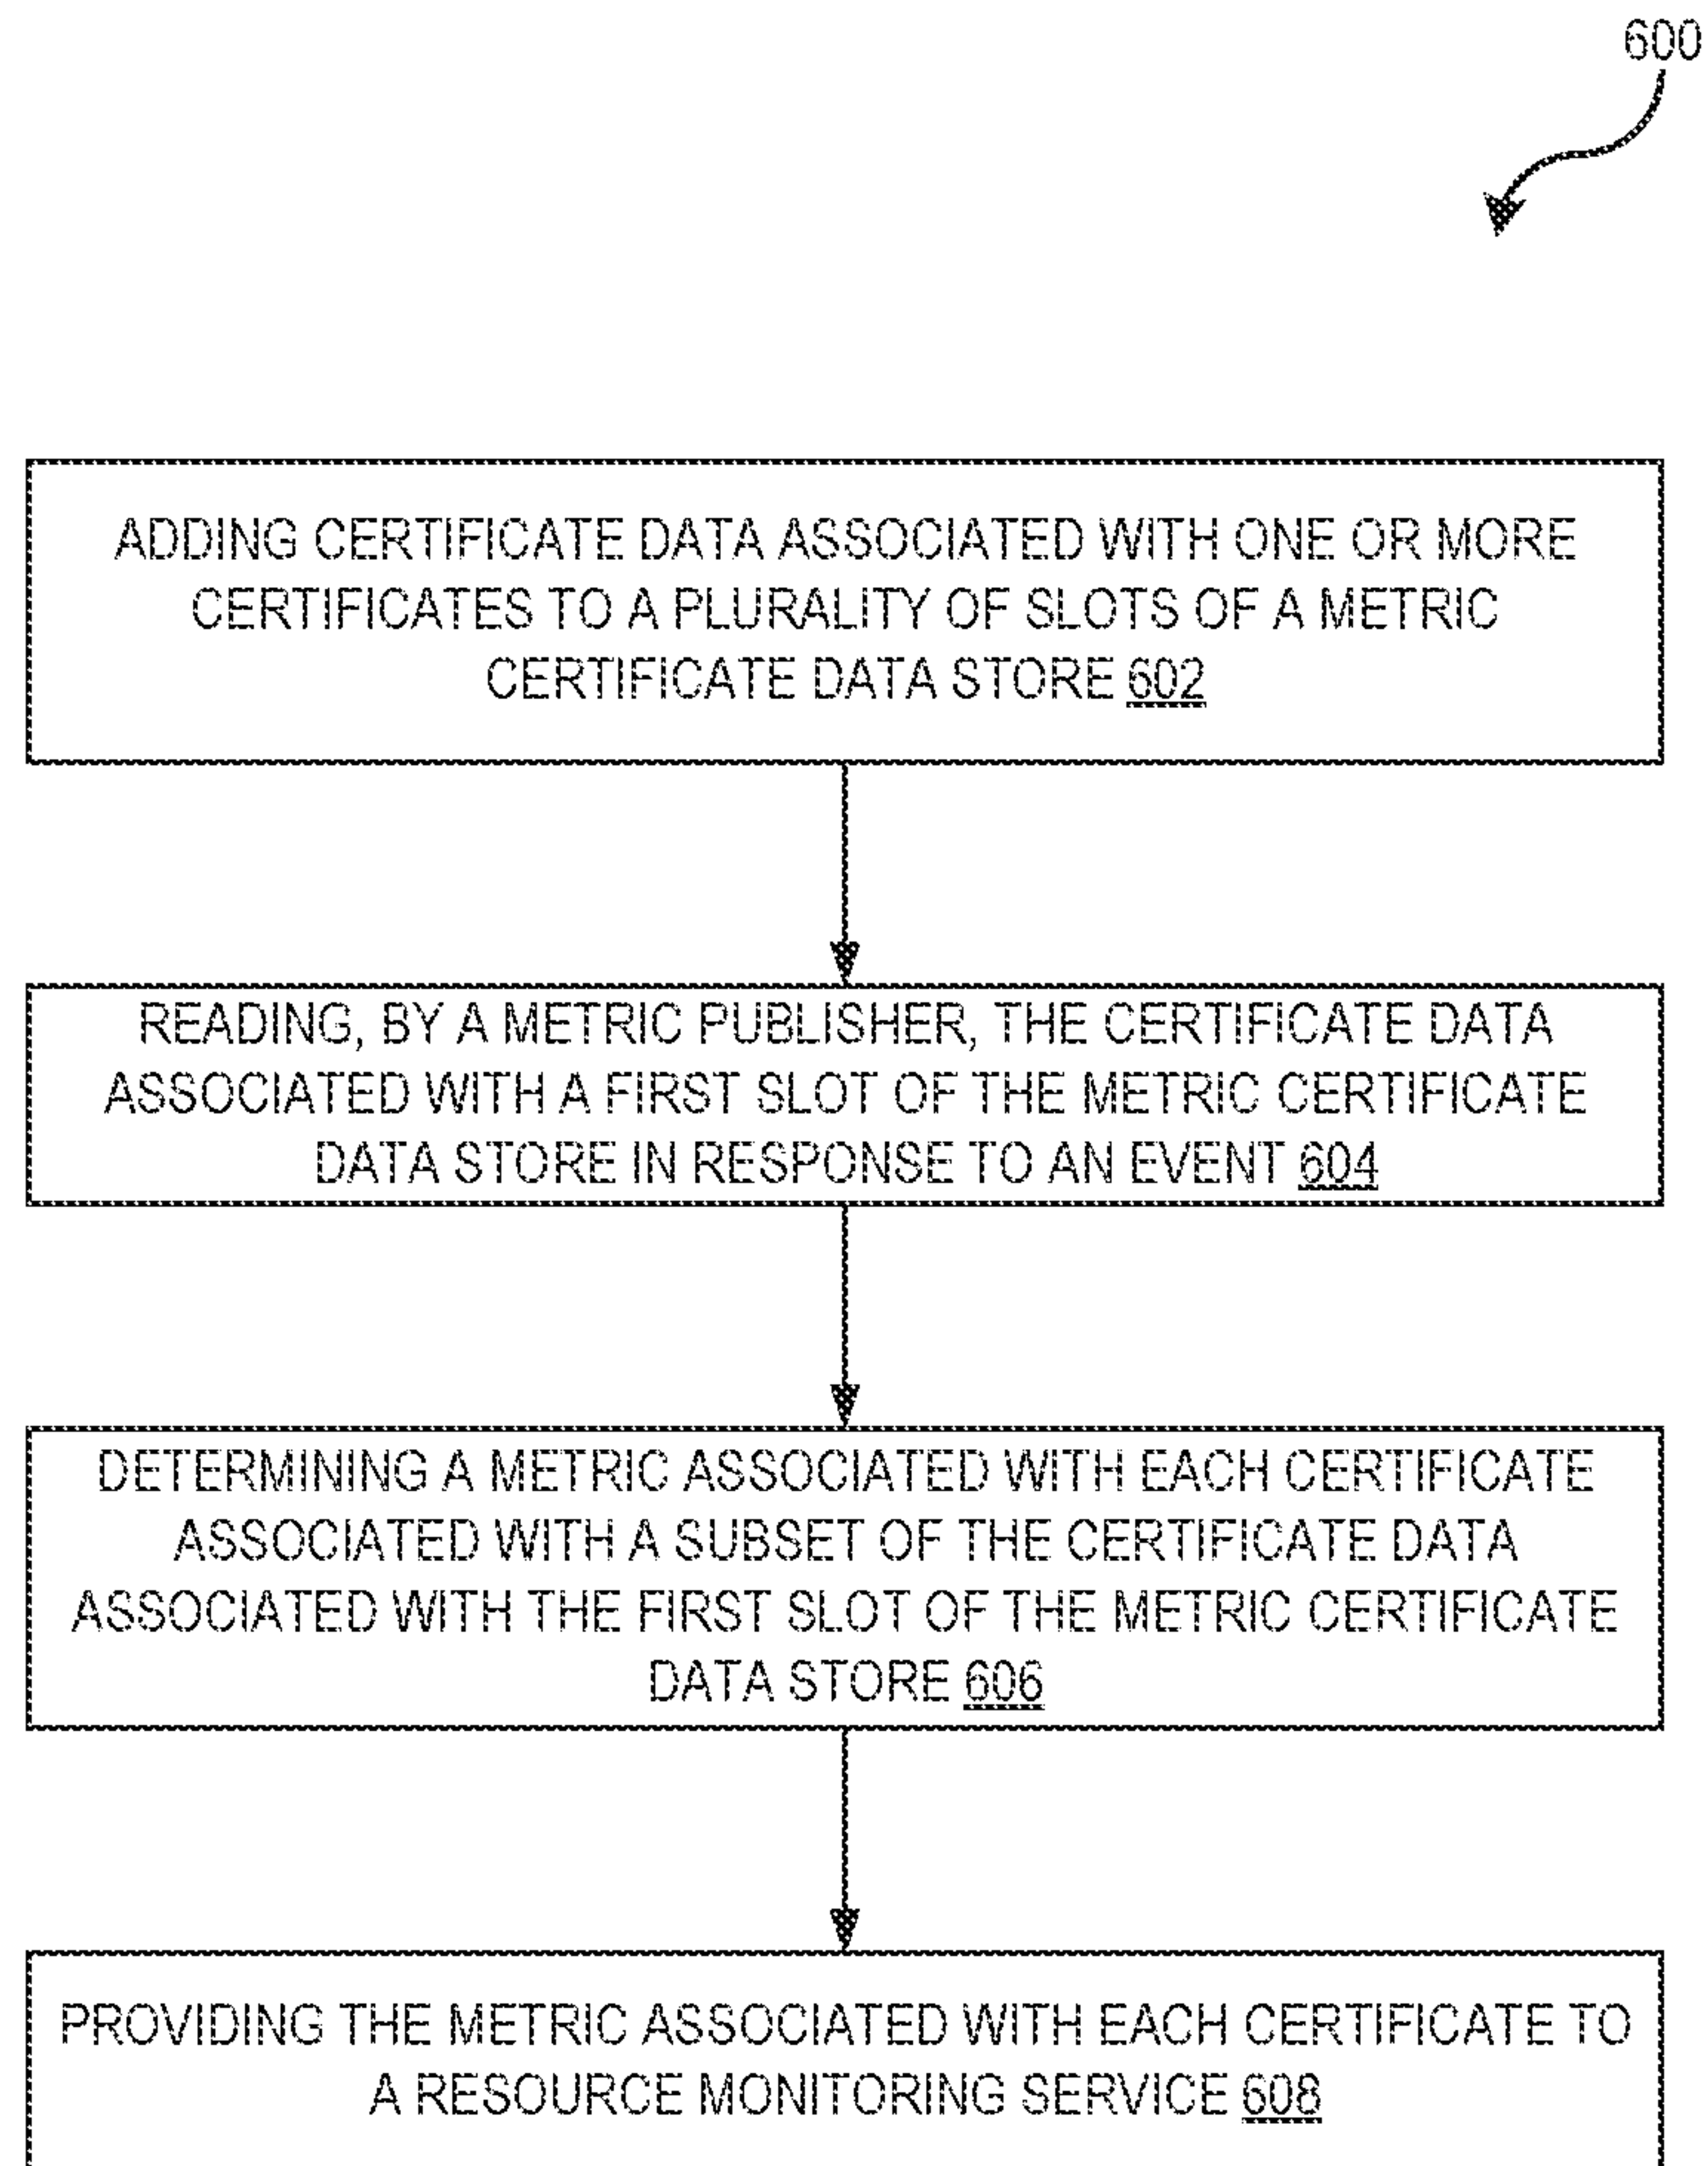 600
ADDING CERTIFICATE DATA ASSOCIATED WITH ONE OR MORE
CERTIFICATES TO A PLURALITY OF SLOTS OF A METRIC
CERTIFICATE DATA STORE 602
READING, BY A METRIC PUBLISHER, THE CERTIFICATE DATA
ASSOCIATED WITH A FIRST SLOT OF THE METRIC CERTIFICATE
DATA STORE IN RESPONSE TO AN EVENT 604
DETERMINING A METRIC ASSOCIATED WITH EACH CERTIFICATE
ASSOCIATED WITH A SUBSET OF THE CERTIFICATE DATA
ASSOCIATED WITH THE FIRST SLOT OF THE METRIC CERTIFICATE
DATA STORE 606
PROVIDING THE METRIC ASSOCIATED WITH EACH CERTIFICATE TO
A RESOURCE MONITORING SERVICE 608